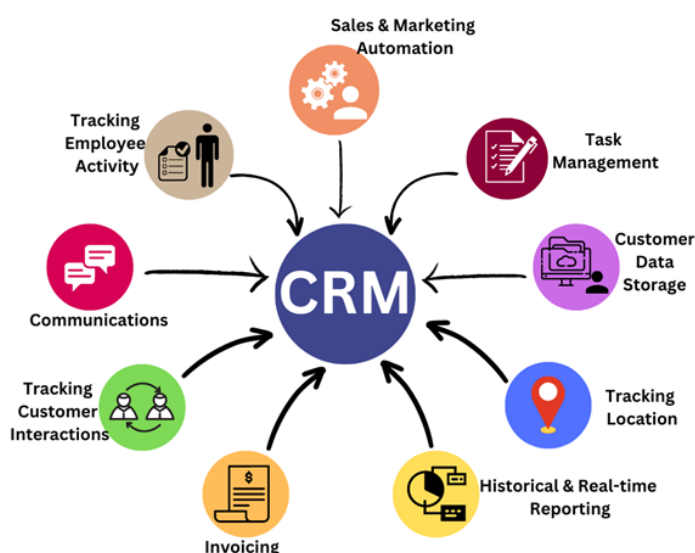 Sales & Marketing
Automation
Tracking
Employee
Activity
Task
Management
CRM
Customer
Data
Storage
Communications
Tracking
Customer
Interactions
Tracking
Location
$
Invoicing
Historical & Real-time
Reporting